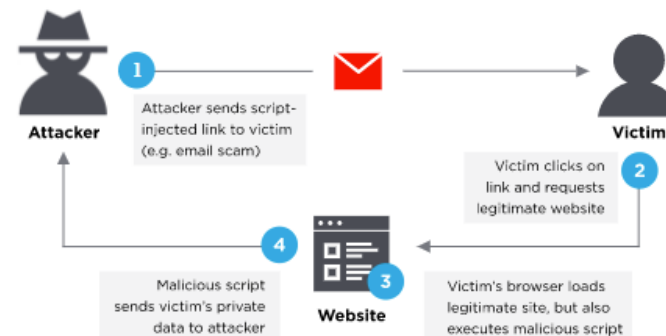 1
Attacker sends script-
injected link to victim
(e.g. email scam)
Attacker
Victim
2
Victim clicks on
link and requests
legitimate website
4
Malicious script
sends victim's private
data to attacker
3
Website
Victim's browser loads
legitimate site, but also
executes malicious script